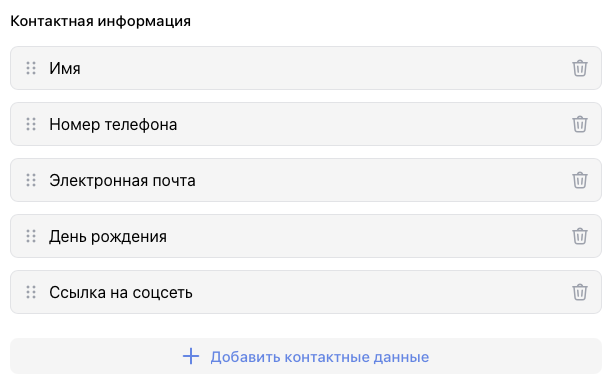 Контактная информация
Имя
Номер телефона
Электронная почта
День рождения
Ссылка на соцсеть
Добавить контактные данные